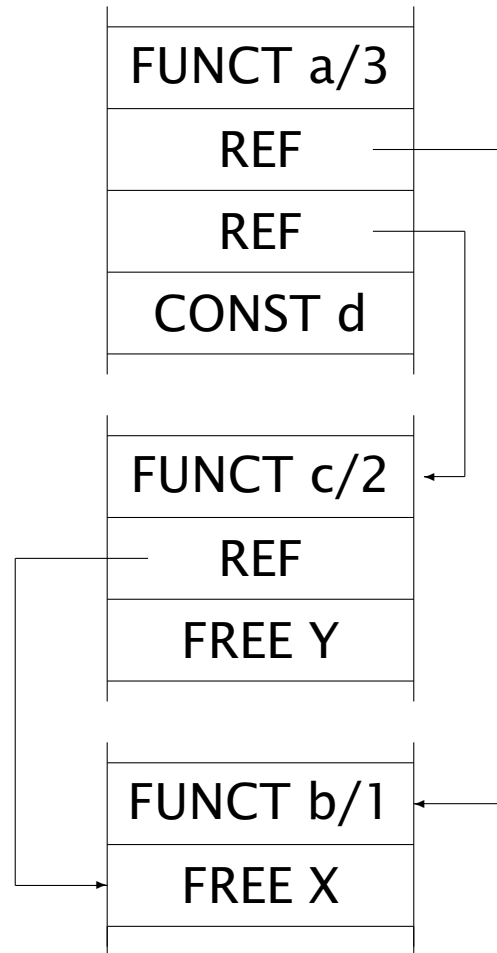 FUNCT a/3
REF
REF
CONST d
FUNCT c/2
REF
FREE Y
FUNCT b/1
FREE X